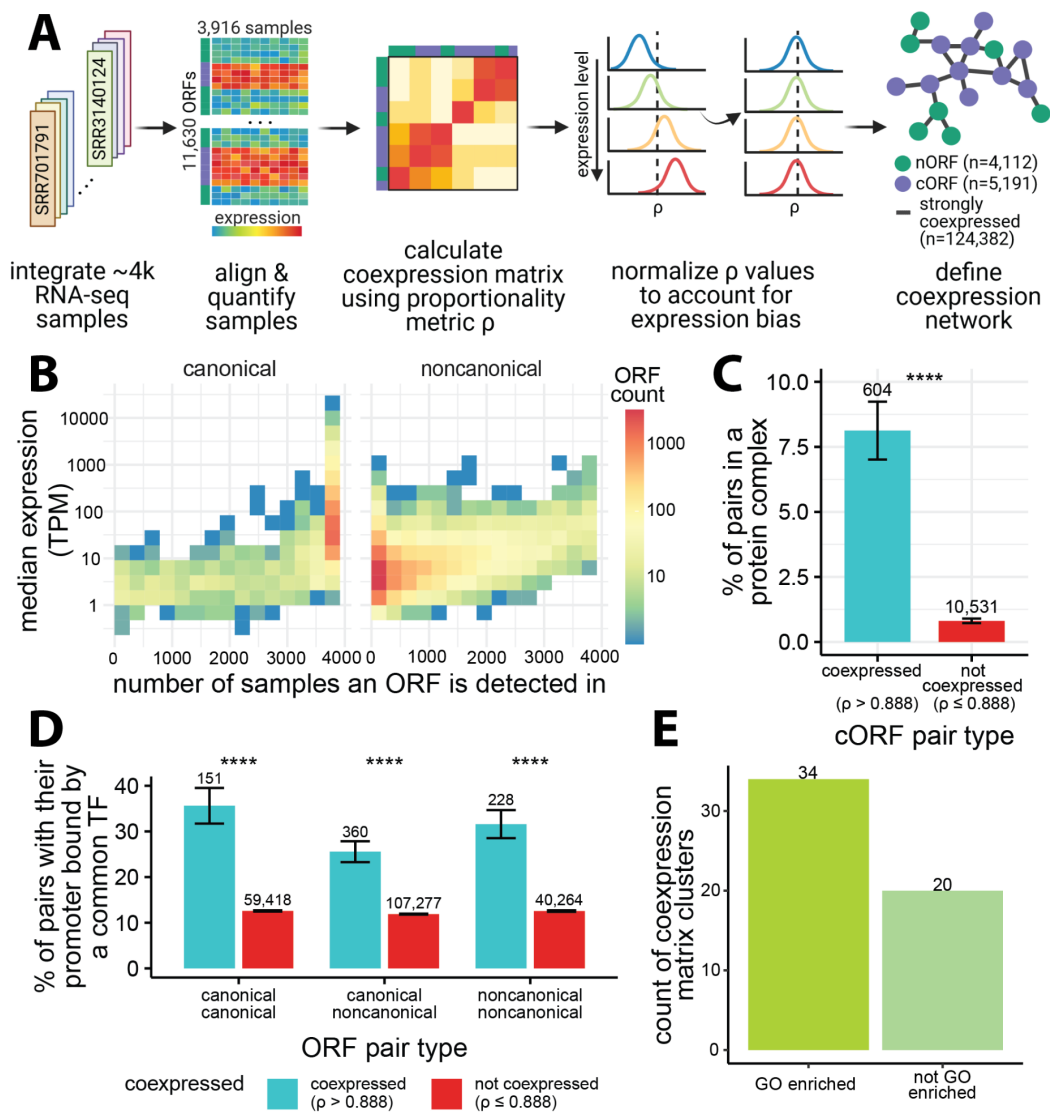 A
SRR701791
SRR3140124
3,916 samples
11,630 ORFs
expression
expression level
ρ
ρ
nORF (n=4,112)
cORF (n=5,191)
strongly
coexpressed
(n=124,382)
integrate ~4k
RNA-seq
samples
align &
quantify
samples
calculate
coexpression matrix
using proportionality
metric ρ
normalize ρ values
to account for
expression bias
define
coexpression
network
B
canonical
noncanonical
ORF
count
1000
100
10
median expression
(TPM)
10000
1000
100
10
1
0 1000 2000 3000 4000
0 1000 2000 3000 4000
number of samples an ORF is detected in
C
% of pairs in a
protein complex
10.0
7.5
5.0
2.5
0.0
604
****
10,531
coexpressed
(ρ > 0.888)
not
coexpressed
(ρ ≤ 0.888)
cORF pair type
D
% of pairs with their
promoter bound by
a common TF
40
30
20
10
0
**** **** ****
151
59,418
360
107,277
228
40,264
canonical
canonical
canonical
noncanonical
noncanonical
noncanonical
ORF pair type
coexpressed
coexpressed
(ρ > 0.888)
not coexpressed
(ρ ≤ 0.888)
E
count of coexpression
matrix clusters
30
20
10
0
34
20
GO enriched
not GO
enriched